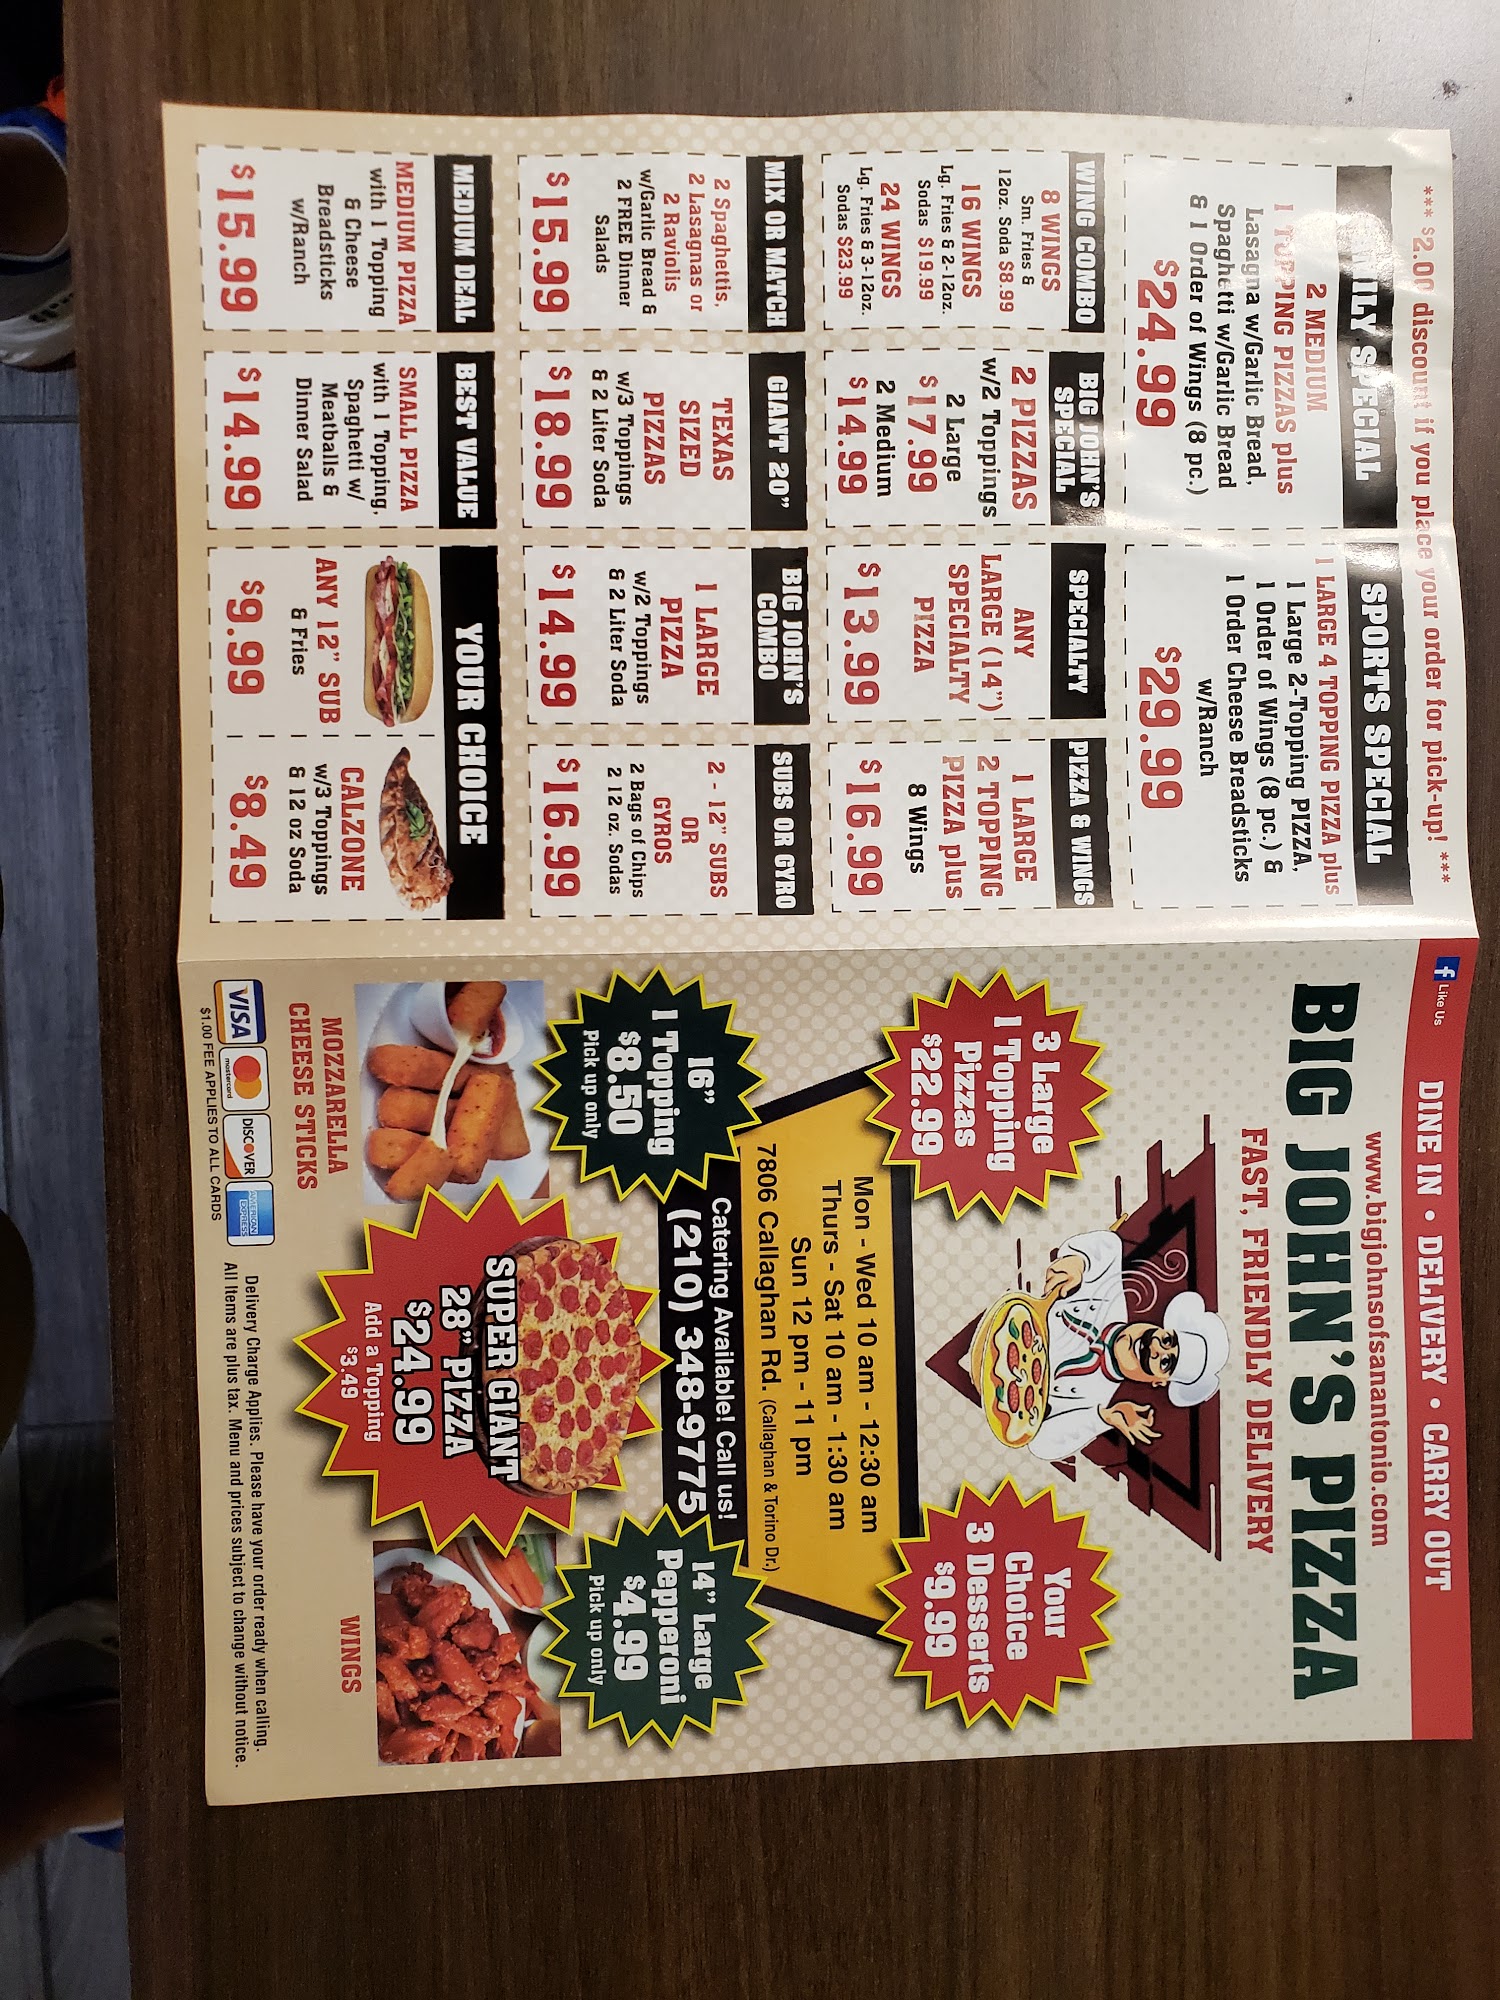 *** $2.00 discount if you place your order for pick-up! ***
MILY SPECIAL
2 MEDIUM
1 TOPPING PIZZAS plus
Lasagna w/Garlic Bread,
Spaghetti w/Garlic Bread
& 1 Order of Wings (8 pc.)
$24.99
SPORTS SPECIAL
1 LARGE 4 TOPPING PIZZA plus
1 Large 2-Topping PIZZA,
1 Order of Wings (8 pc.) &
1 Order Cheese Breadsticks
w/Ranch
$29.99
WING COMBO
8 WINGS
Sm. Fries &
12oz. Soda $8.99
16 WINGS
Lg. Fries & 2-12oz.
Sodas $19.99
24 WINGS
Lg. Fries & 3-12oz.
Sodas $23.99
BIG JOHN'S
SPECIAL
2 PIZZAS
w/2 Toppings
2 Large
$17.99
2 Medium
$14.99
SPECIALTY
ANY
LARGE (14")
SPECIALTY
PIZZA
$13.99
PIZZA & WINGS
1 LARGE
2 TOPPING
PIZZA plus
8 Wings
$16.99
MIX OR MATCH
2 Spaghettis,
2 Lasagnas or
2 Raviolis
w/Garlic Bread &
2 FREE Dinner
Salads
$15.99
GIANT 20"
TEXAS
SIZED
PIZZAS
w/3 Toppings
& 2 Liter Soda
$18.99
BIG JOHN'S
COMBO
1 LARGE
PIZZA
w/2 Toppings
& 2 Liter Soda
$14.99
SUBS OR GYRO
2 - 12" SUBS
OR
GYROS
2 Bags of Chips
2 12 oz. Sodas
$16.99
MEDIUM DEAL
MEDIUM PIZZA
with 1 Topping
& Cheese
Breadsticks
w/Ranch
$15.99
BEST VALUE
SMALL PIZZA
with 1 Topping,
Spaghetti w/
Meatballs &
Dinner Salad
$14.99
YOUR CHOICE
ANY 12" SUB
& Fries
$9.99
CALZONE
w/3 Toppings
& 12 oz Soda
$8.49
f Like Us
DINE IN • DELIVERY • CARRY OUT
www.bigjohnsofsanantonio.com
BIG JOHN'S PIZZA
FAST, FRIENDLY DELIVERY
3 Large
1 Topping
Pizzas
$22.99
Your
Choice
3 Desserts
$9.99
Mon - Wed 10 am - 12:30 am
Thurs - Sat 10 am - 1:30 am
Sun 12 pm - 11 pm
7806 Callaghan Rd. (Callaghan & Torino Dr.)
Catering Available! Call us!
(210) 348-9775
16"
1 Topping
$8.50
Pick up only
14" Large
Pepperoni
$4.99
Pick up only
SUPER GIANT
28" PIZZA
$24.99
Add a Topping
$3.49
MOZZARELLA
CHEESE STICKS
WINGS
VISA
mastercard
DISCOVER
AMERICAN
EXPRESS
$1.00 FEE APPLIES TO ALL CARDS
Delivery Charge Applies. Please have your order ready when calling.
All Items are plus tax. Menu and prices subject to change without notice.